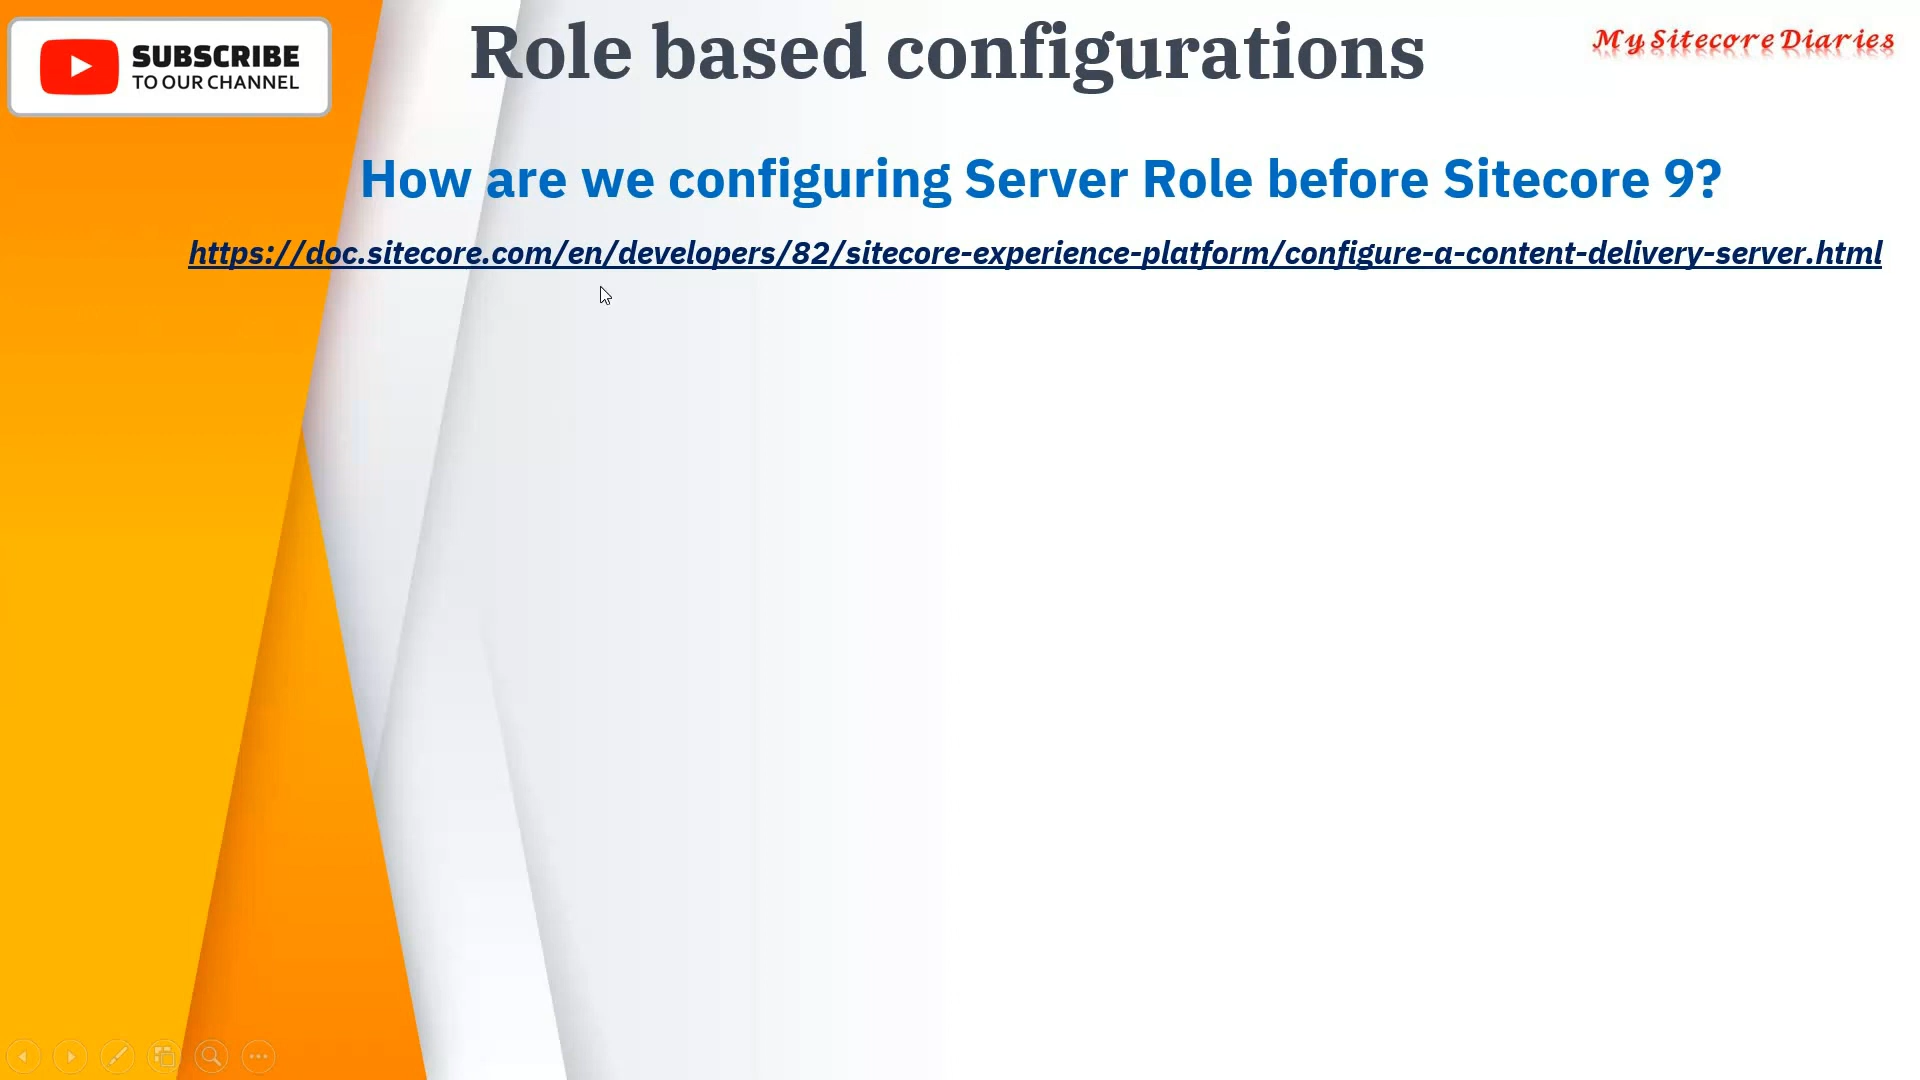 SUBSCRIBE
TO OUR CHANNEL
Role based configurations
My Sitecore Diaries
How are we configuring Server Role before Sitecore 9?
https://doc.sitecore.com/en/developers/82/sitecore-experience-platform/configure-a-content-delivery-server.html